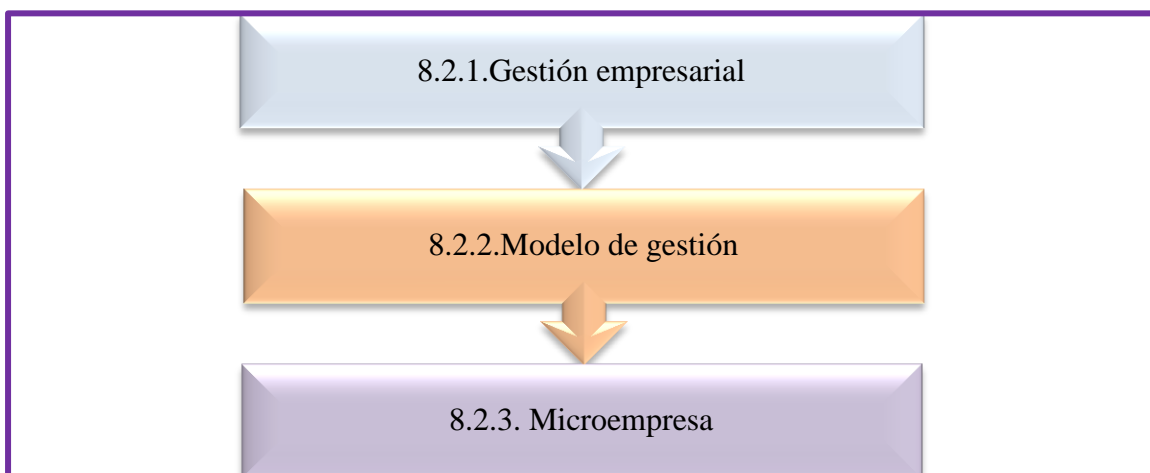 8.2.1.Gestión empresarial
8.2.2.Modelo de gestión
8.2.3. Microempresa